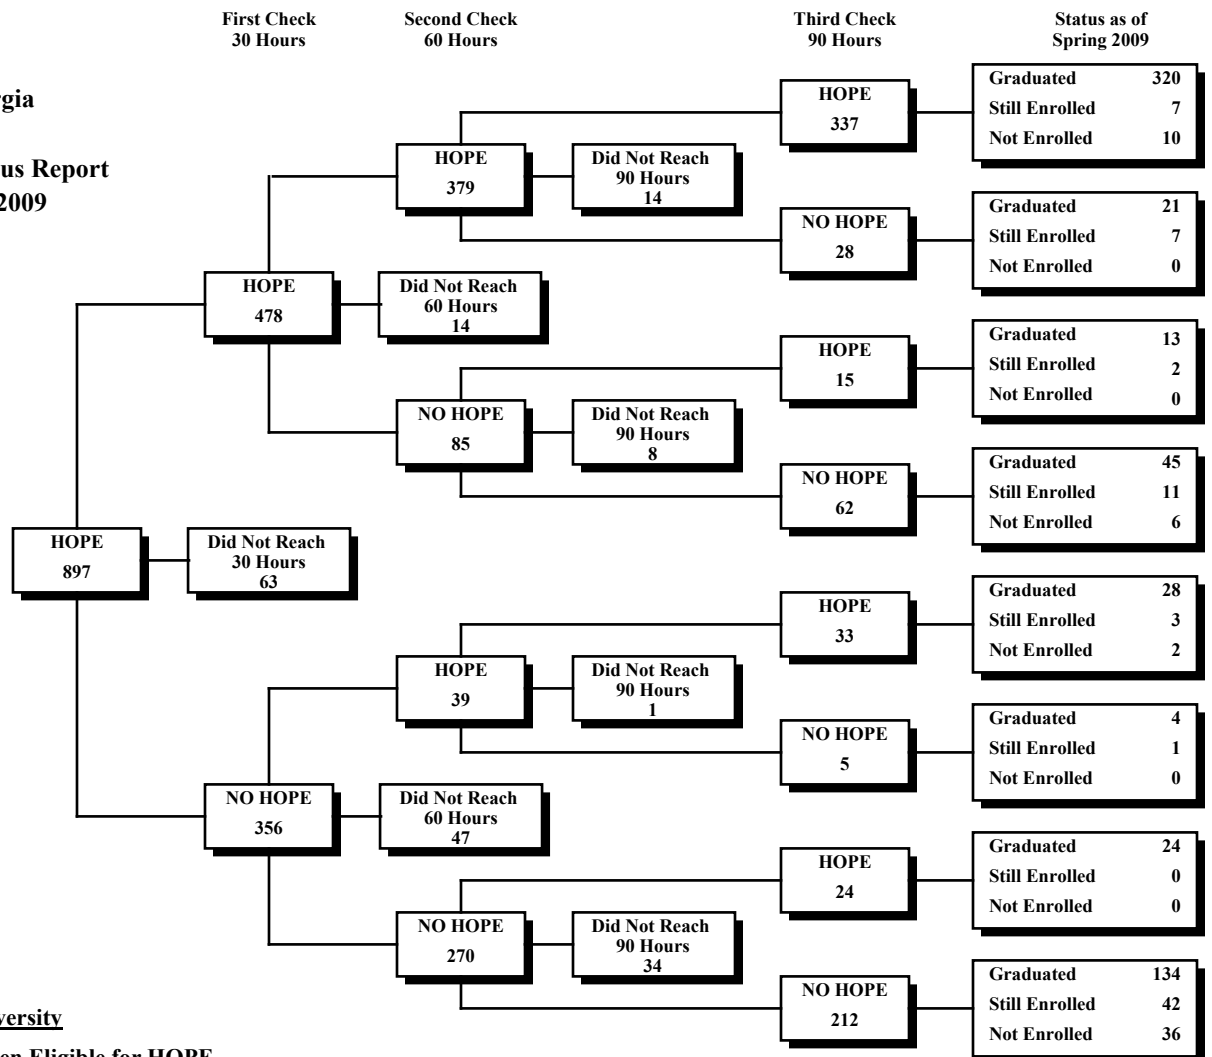 First Check
30 Hours
Second Check
60 Hours
Third Check
90 Hours
Status as of
Spring 2009
rgia
us Report
2009
HOPE
337
Graduated 320
Still Enrolled 7
Not Enrolled 10
HOPE
379
Did Not Reach
90 Hours
14
NO HOPE
28
Graduated 21
Still Enrolled 7
Not Enrolled 0
HOPE
478
Did Not Reach
60 Hours
14
HOPE
15
Graduated 13
Still Enrolled 2
Not Enrolled 0
NO HOPE
85
Did Not Reach
90 Hours
8
NO HOPE
62
Graduated 45
Still Enrolled 11
Not Enrolled 6
HOPE
897
Did Not Reach
30 Hours
63
HOPE
33
Graduated 28
Still Enrolled 3
Not Enrolled 2
HOPE
39
Did Not Reach
90 Hours
1
NO HOPE
5
Graduated 4
Still Enrolled 1
Not Enrolled 0
NO HOPE
356
Did Not Reach
60 Hours
47
HOPE
24
Graduated 24
Still Enrolled 0
Not Enrolled 0
NO HOPE
270
Did Not Reach
90 Hours
34
NO HOPE
212
Graduated 134
Still Enrolled 42
Not Enrolled 36
versity
en Eligible for HOPE